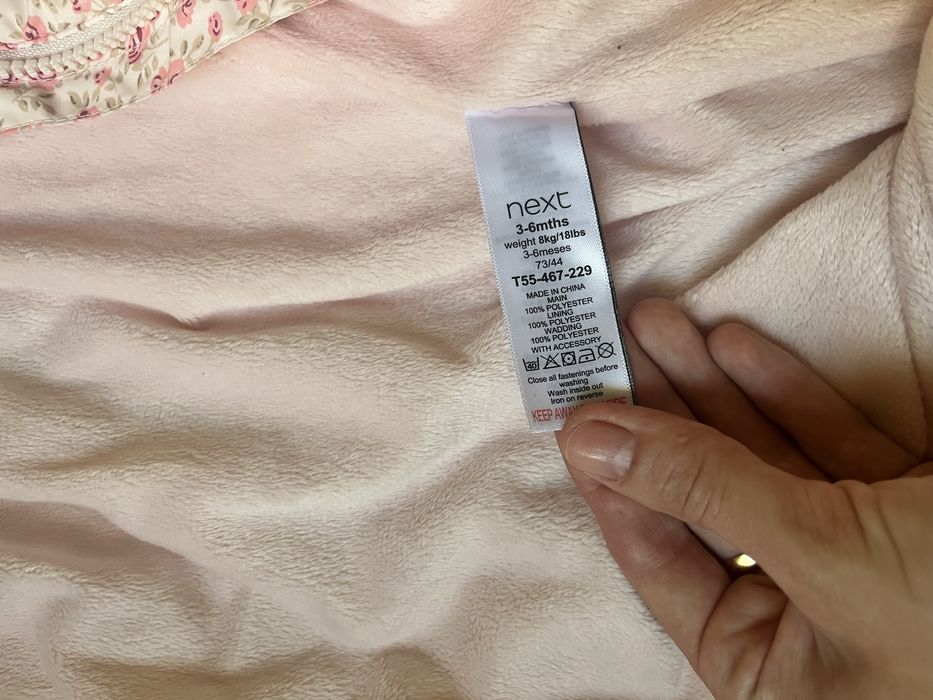 next
3-6mths
weight 8kg/18lbs
3-6meses
73/44
T55-467-229
MADE IN CHINA
MAIN
100% POLYESTER
LINING
100% POLYESTER
WADDING
100% POLYESTER
WITH ACCESSORY
40
Close all fastenings before
washing
Wash inside out
Iron on reverse
KEEP AWAY